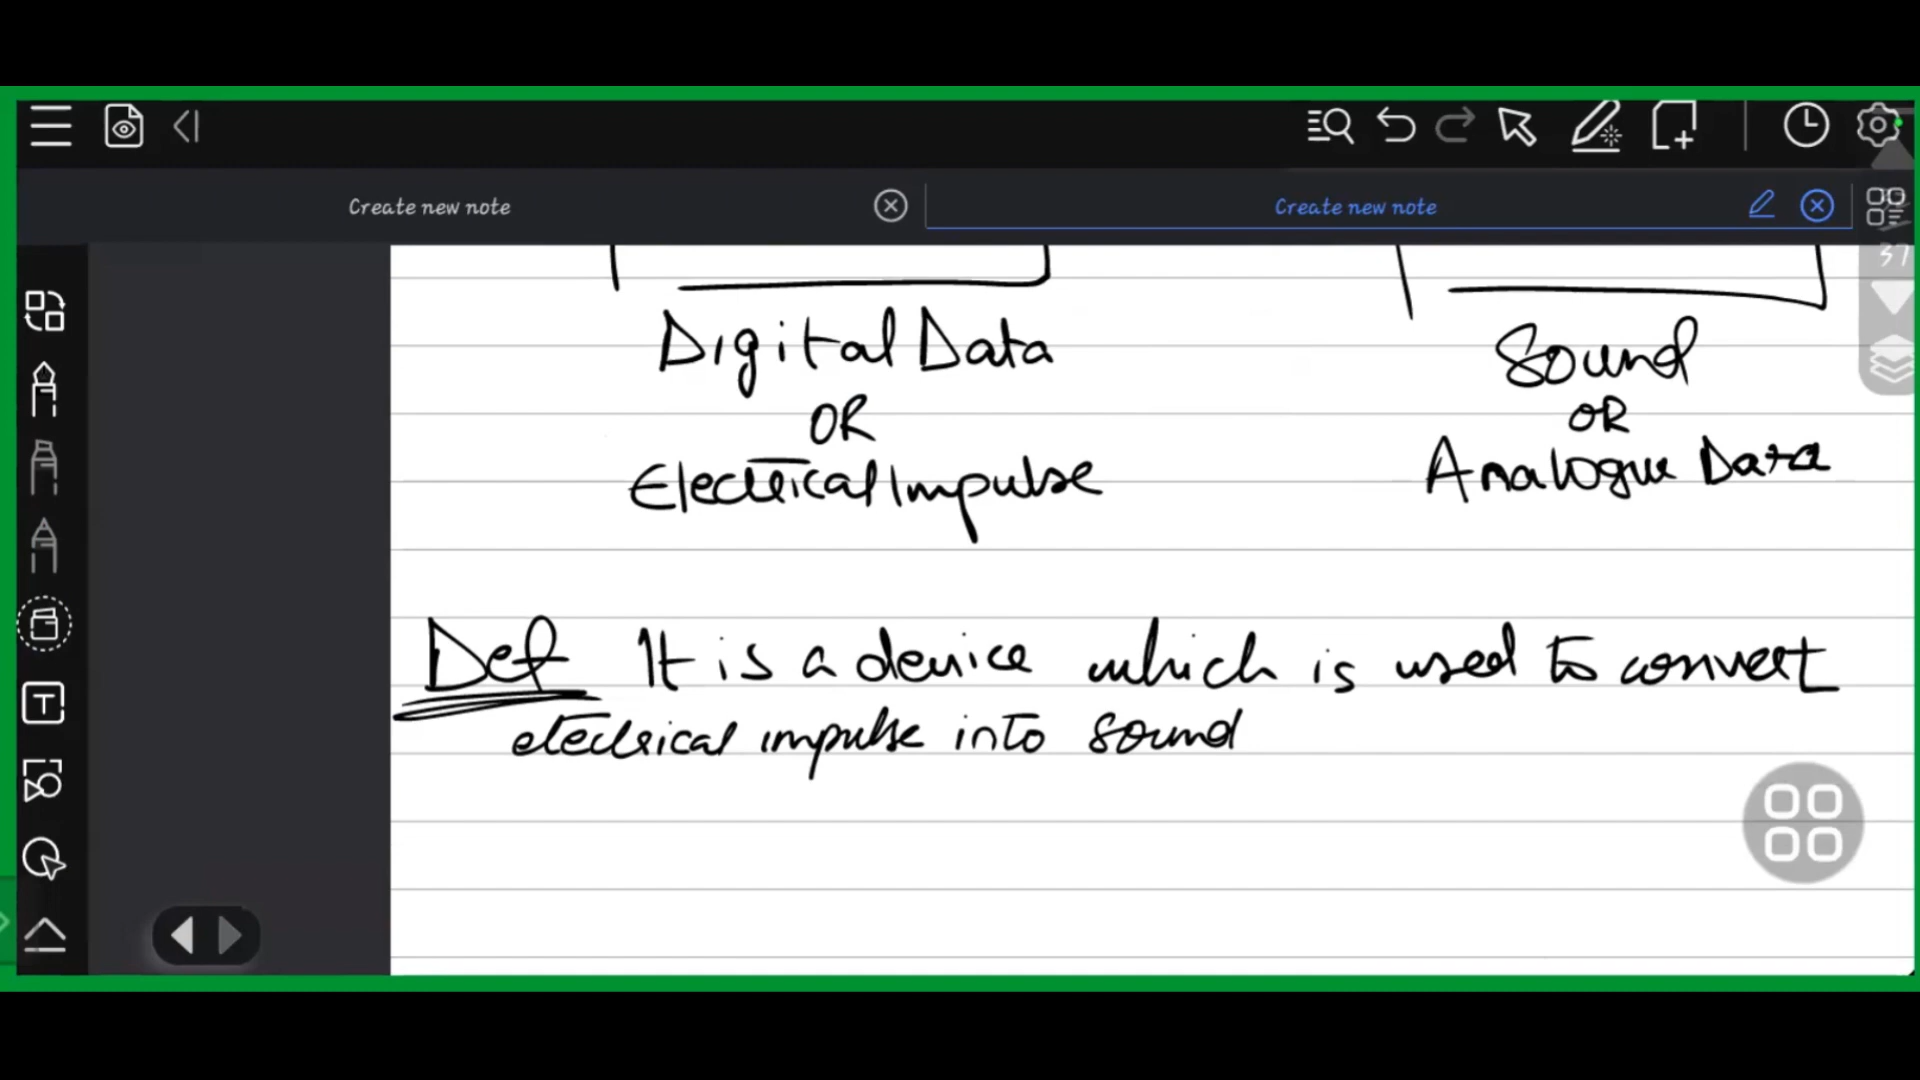 Create new note
Create new note
37
Digital Data
OR
Electrical Impulse
Sound
OR
Analogue Data
Def It is a device which is used to convert
electrical impulse into sound